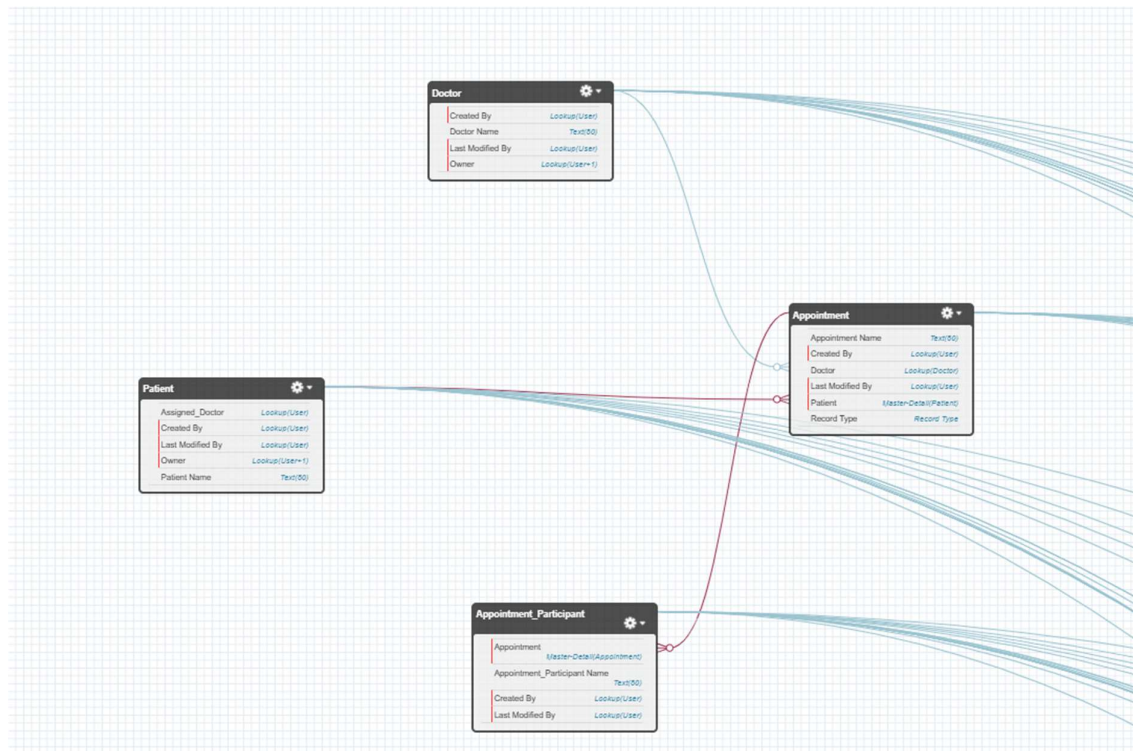 Doctor
Created By Lookup(User)
Doctor Name Text(50)
Last Modified By Lookup(User)
Owner Lookup(User+1)
Appointment
Appointment Name Text(50)
Created By Lookup(User)
Doctor Lookup(Doctor)
Last Modified By Lookup(User)
Patient Master-Detail(Patient)
Record Type Record Type
Patient
Assigned_Doctor Lookup(User)
Created By Lookup(User)
Last Modified By Lookup(User)
Owner Lookup(User+1)
Patient Name Text(50)
Appointment_Participant
Appointment
Master-Detail(Appointment)
Appointment_Participant Name
Text(50)
Created By Lookup(User)
Last Modified By Lookup(User)